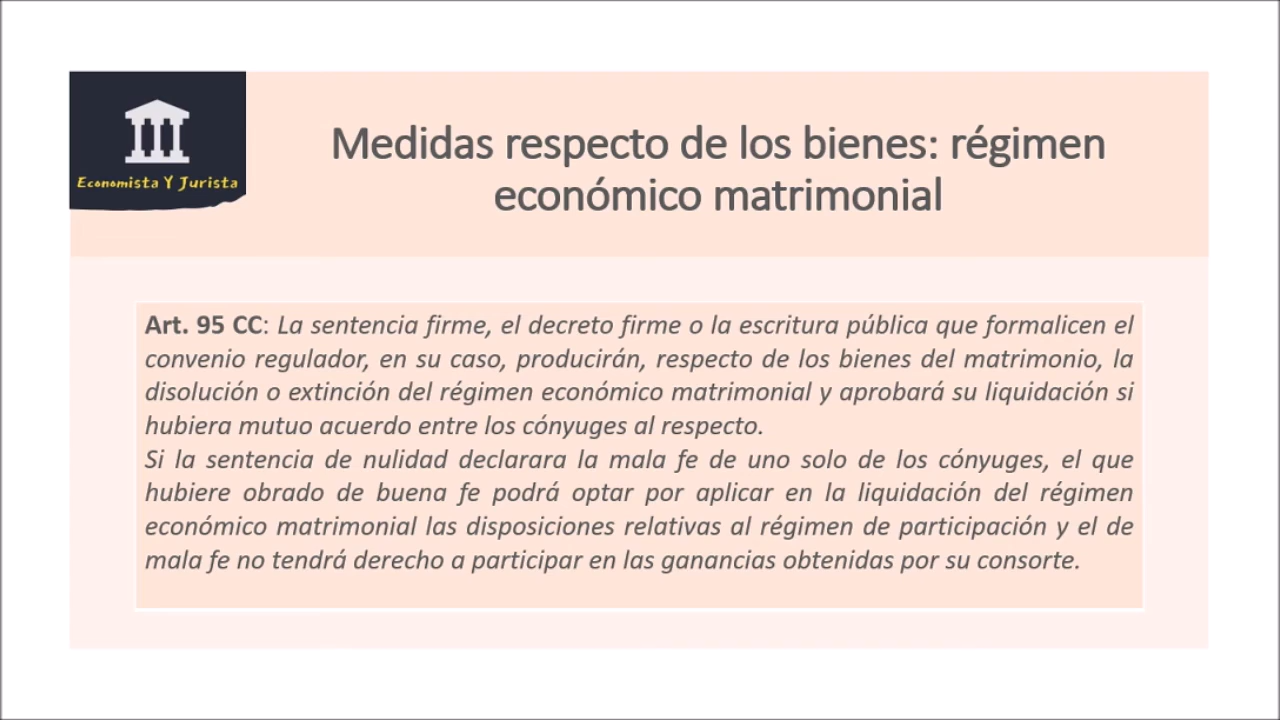 Economista Y Jurista
Medidas respecto de los bienes: régimen
económico matrimonial
Art. 95 CC: La sentencia firme, el decreto firme o la escritura pública que formalicen el
convenio regulador, en su caso, producirán, respecto de los bienes del matrimonio, la
disolución o extinción del régimen económico matrimonial y aprobará su liquidación si
hubiera mutuo acuerdo entre los cónyuges al respecto.
Si la sentencia de nulidad declarara la mala fe de uno solo de los cónyuges, el que
hubiere obrado de buena fe podrá optar por aplicar en la liquidación del régimen
económico matrimonial las disposiciones relativas al régimen de participación y el de
mala fe no tendrá derecho a participar en las ganancias obtenidas por su consorte.